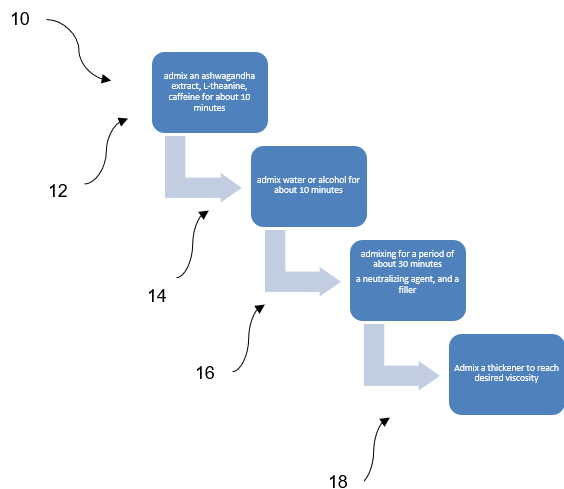 10
admix an ashwagandha
extract, L-theanine,
caffeine for about 10
minutes
12
admix water or alcohol for
about 10 minutes
14
admixing for a period of
about 30 minutes
a neutralizing agent, and a
filler
16
Admix a thickener to reach
desired viscosity
18